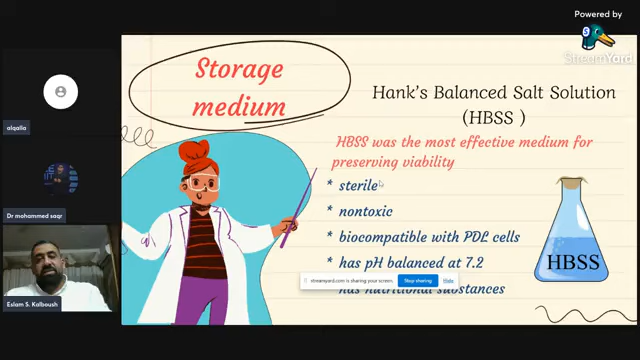 Powered by
StreamYard
Storage
medium
Hank's Balanced Salt Solution
(HBSS )
HBSS was the most effective medium for
preserving viability
* sterile
* nontoxic
* biocompatible with PDL cells
* has pH balanced at 7.2
* has nutritional substances
HBSS
streamyard.com is sharing your screen.
Stop sharing
Hide
alqalla
Dr mohammed saqr
Eslam S. Kalboush